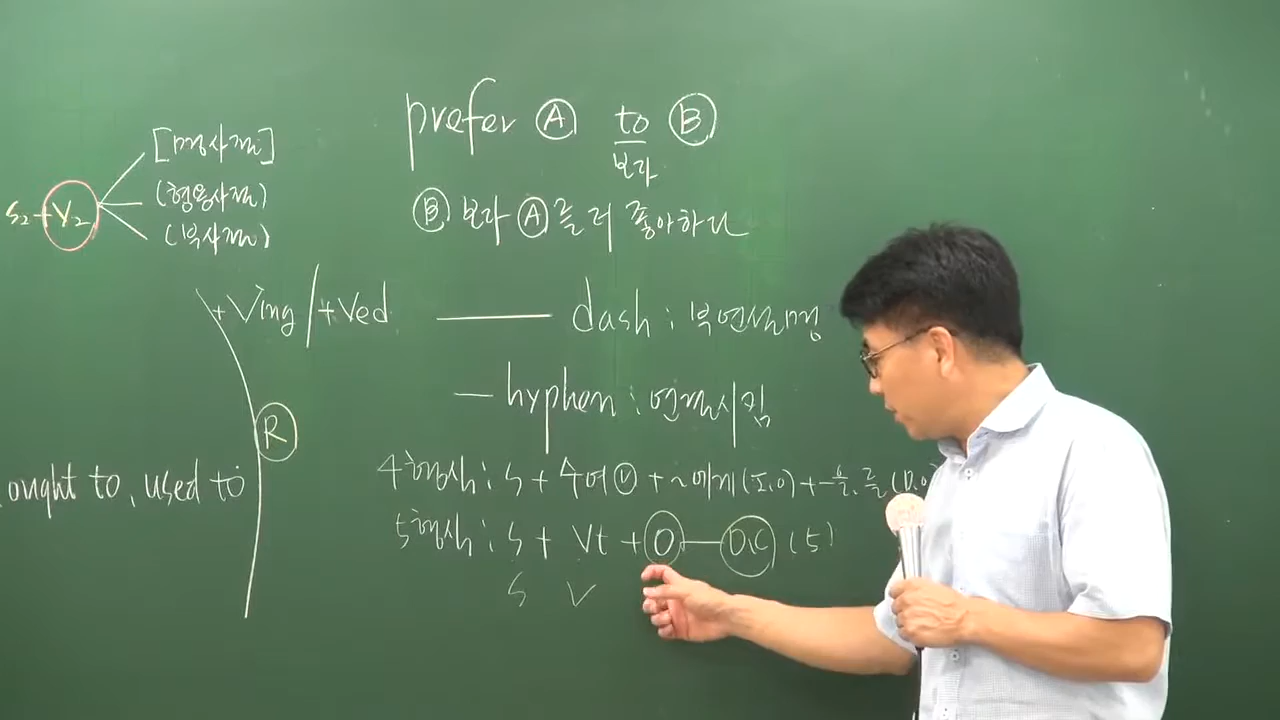 prefer Ⓐ to Ⓑ
보다
Ⓑ 보다 Ⓐ를 더 좋아하다
[명사절]
S₂+V₂ (형용사절)
(부사절)
+Ving/+Ved
— dash : 부연설명
- hyphen : 연결시킴
Ⓡ
ought to, used to
4형식 : S + 수여Ⓥ + ~에게(I.O) + -을,를(D.O)
5형식 : S + Vt + O — O.C (5)
S V